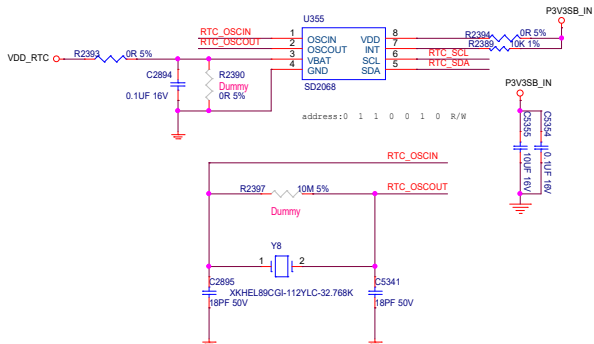 U355
P3V3SB_IN
RTC_OSCIN 1 OSCIN VDD 8 R2394 0R 5%
RTC_OSCOUT 2 OSCOUT INT 7 R2389 10K 1%
VDD_RTC R2393 0R 5% 3 VBAT SCL 6 RTC_SCL
4 GND SDA 5 RTC_SDA
SD2068
C2894
0.1UF 16V
R2390
Dummy
0R 5%
address:0 1 1 0 0 1 0 R/W
P3V3SB_IN
C5355
10UF 16V
C5354
0.1UF 16V
RTC_OSCIN
R2397 10M 5% RTC_OSCOUT
Dummy
Y8
1 2
C2895 C5341
XKHEL89CGI-112YLC-32.768K
18PF 50V 18PF 50V